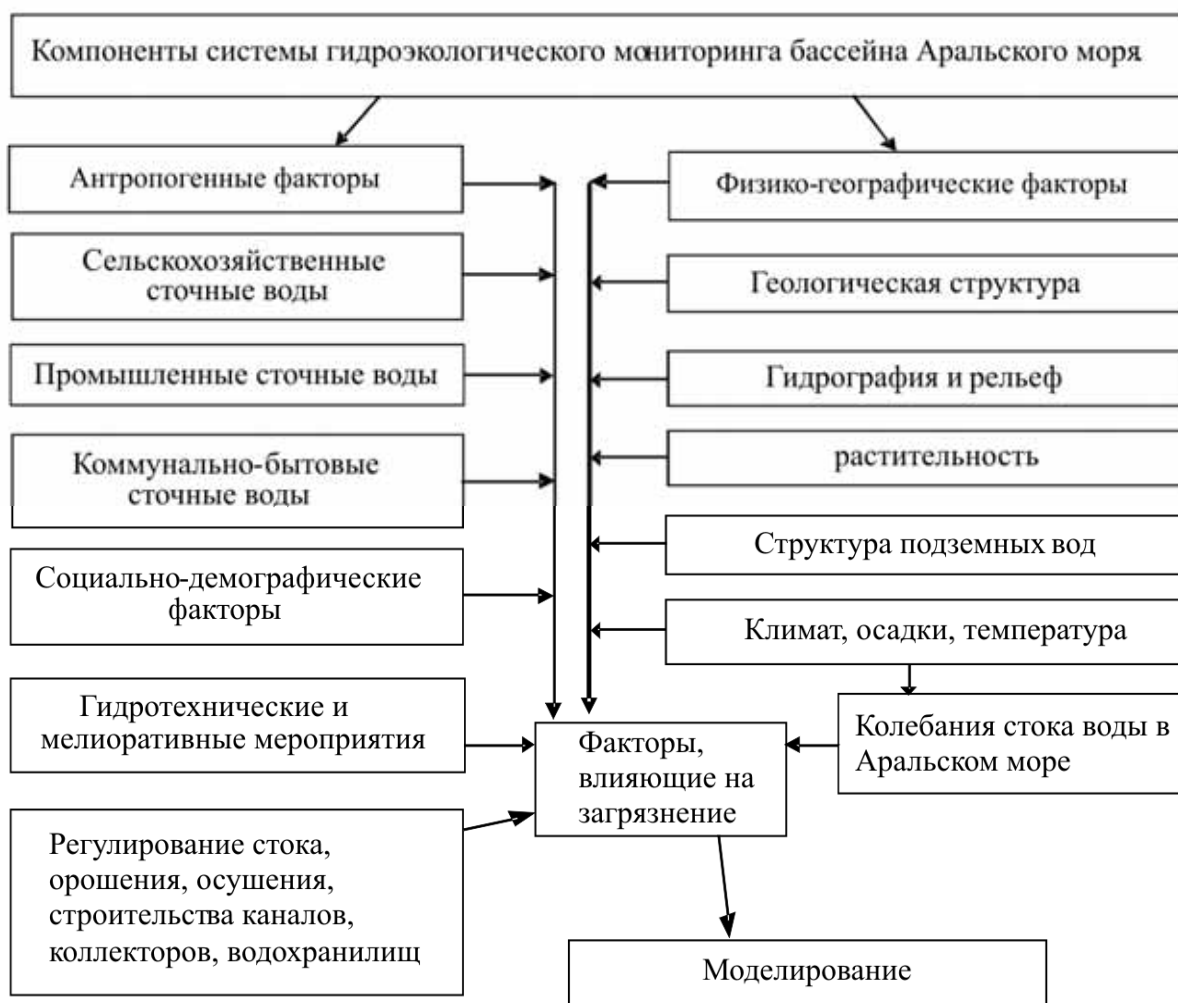 Компоненты системы гидроэкологического мониторинга бассейна Аральского моря
Антропогенные факторы
Физико-географические факторы
Сельскохозяйственные
сточные воды
Геологическая структура
Промышленные сточные воды
Гидрография и рельеф
Коммунально-бытовые
сточные воды
растительность
Структура подземных вод
Социально-демографические
факторы
Климат, осадки, температура
Гидротехнические и
мелиоративные мероприятия
Факторы,
влияющие на
загрязнение
Колебания стока воды в
Аральском море
Регулирование стока,
орошения, осушения,
строительства каналов,
коллекторов, водохранилищ
Моделирование